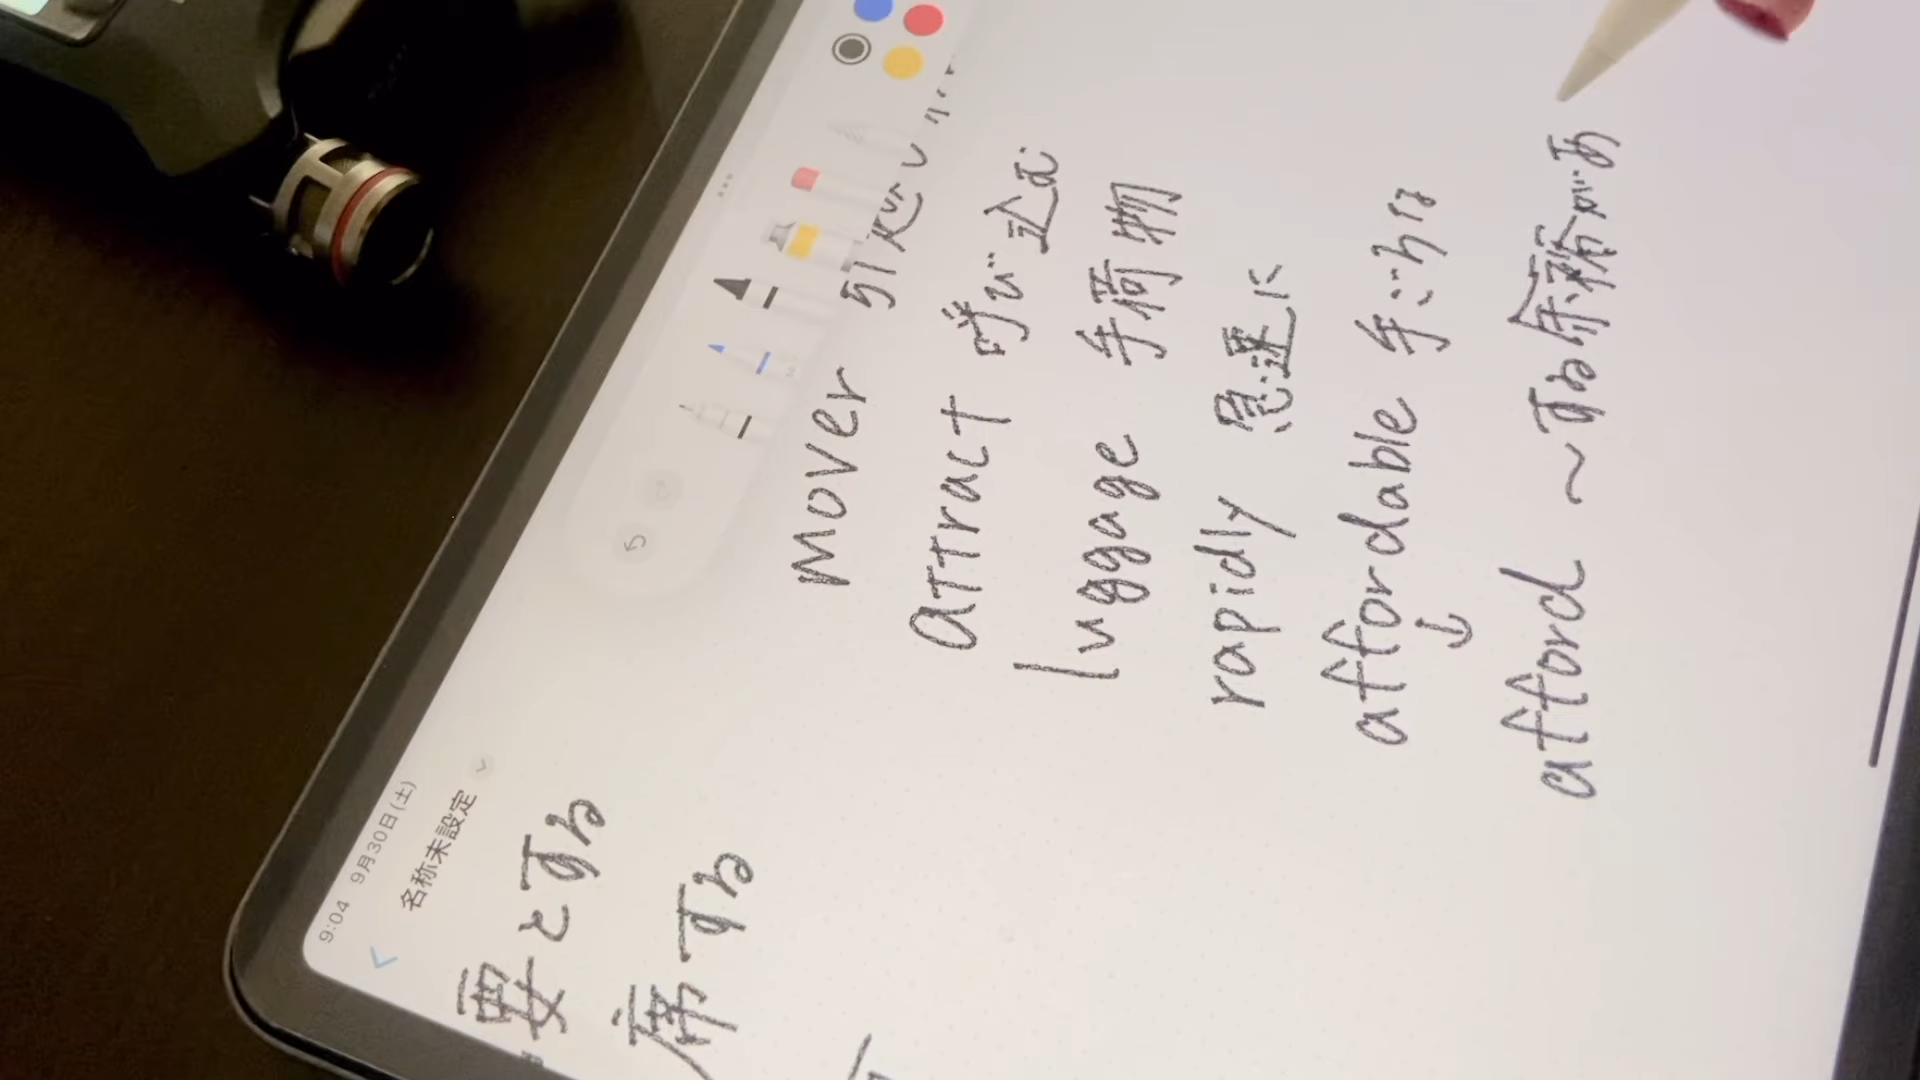 9:04 9月30日(土)
名称未設定
要とする
席する
mover 引越し
attract 呼び込む
luggage 手荷物
rapidly 急速に
affordable 手ごろな
↓
afford ～する余裕がある